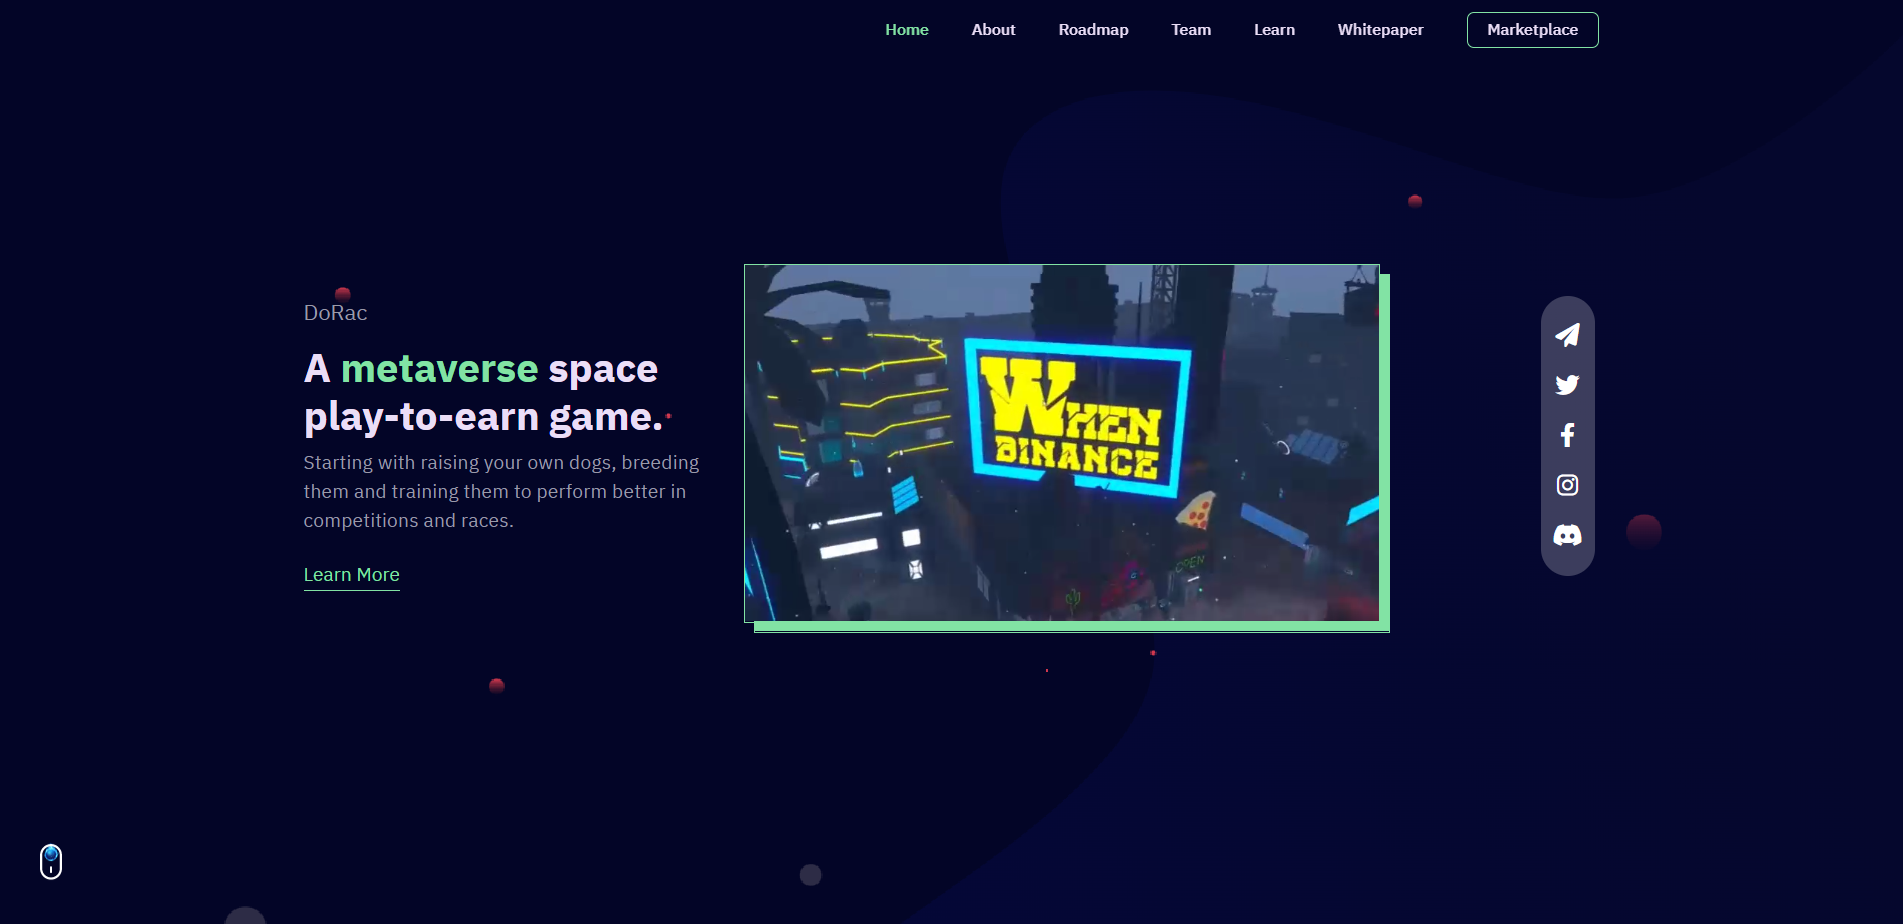 Home About Roadmap Team Learn Whitepaper Marketplace
DoRac
A metaverse space
play-to-earn game.
Starting with raising your own dogs, breeding
them and training them to perform better in
competitions and races.
Learn More
WHEN
BINANCE
OPEN